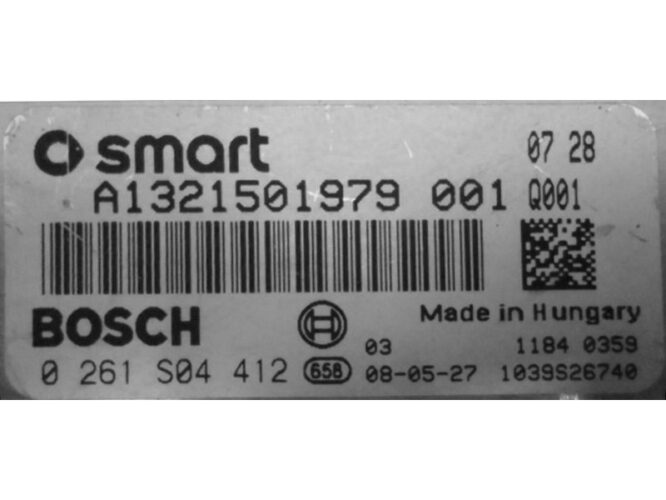 smart 07 28
A1321501979 001 Q001
BOSCH Made in Hungary
03 1184 0359
0 261 S04 412 658 08-05-27 1039S26740